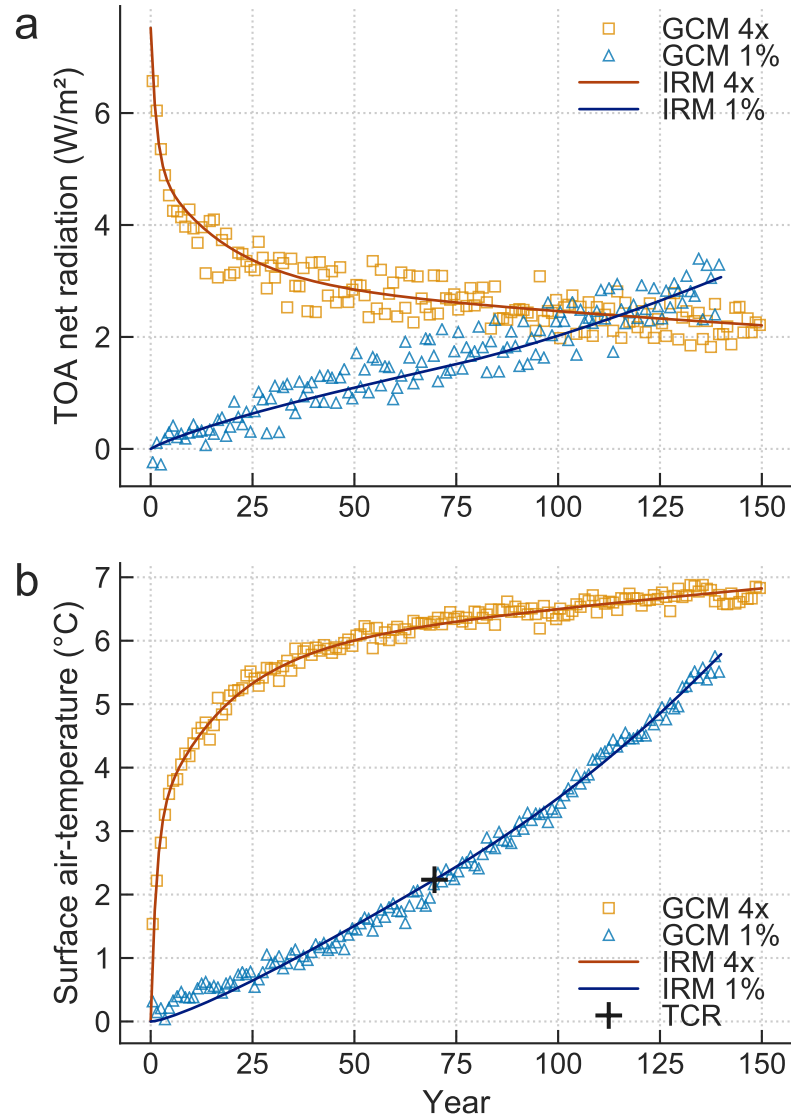 a
GCM 4x
GCM 1%
IRM 4x
IRM 1%
TOA net radiation (W/m²)
6
4
2
0
0 25 50 75 100 125 150
b
Surface air-temperature (°C)
7
6
5
4
3
2
1
0
GCM 4x
GCM 1%
IRM 4x
IRM 1%
TCR
0 25 50 75 100 125 150
Year